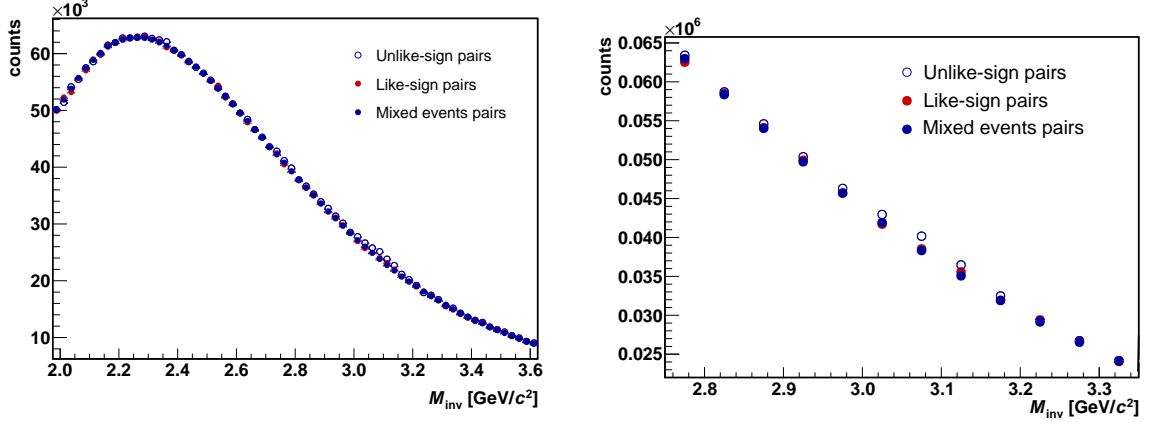 ×10³
counts
60
50
40
30
20
10
Unlike-sign pairs
Like-sign pairs
Mixed events pairs
2.0 2.2 2.4 2.6 2.8 3.0 3.2 3.4 3.6
M_inv [GeV/c²]
×10⁶
counts
0.065
0.060
0.055
0.050
0.045
0.040
0.035
0.030
0.025
Unlike-sign pairs
Like-sign pairs
Mixed events pairs
2.8 2.9 3.0 3.1 3.2 3.3
M_inv [GeV/c²]